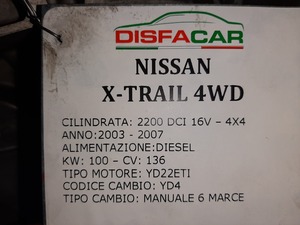 DISFACAR
NISSAN
X-TRAIL 4WD
CILINDRATA: 2200 DCI 16V – 4X4
ANNO:2003 - 2007
ALIMENTAZIONE:DIESEL
KW: 100 – CV: 136
TIPO MOTORE: YD22ETI
CODICE CAMBIO: YD4
TIPO CAMBIO: MANUALE 6 MARCE